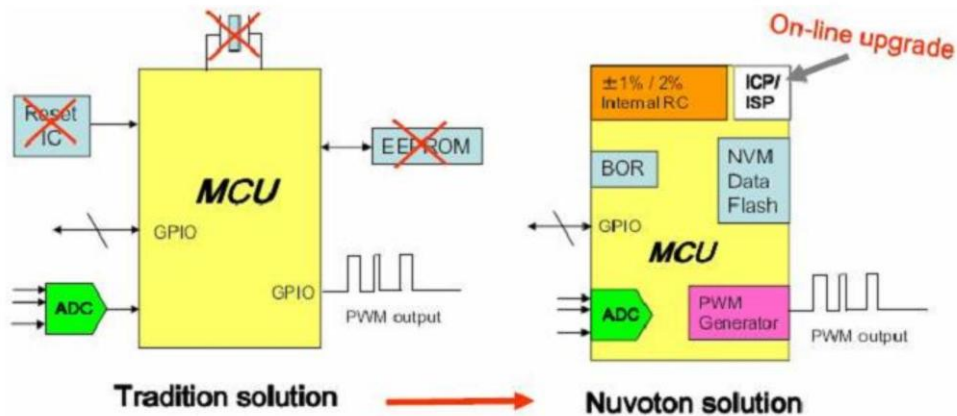 On-line upgrade
±1% / 2%
Internal RC
ICP/
ISP
Reset
IC
EEPROM
BOR
NVM
Data
Flash
MCU
GPIO
GPIO
MCU
ADC
GPIO
PWM output
ADC
PWM
Generator
PWM output
Tradition solution
Nuvoton solution